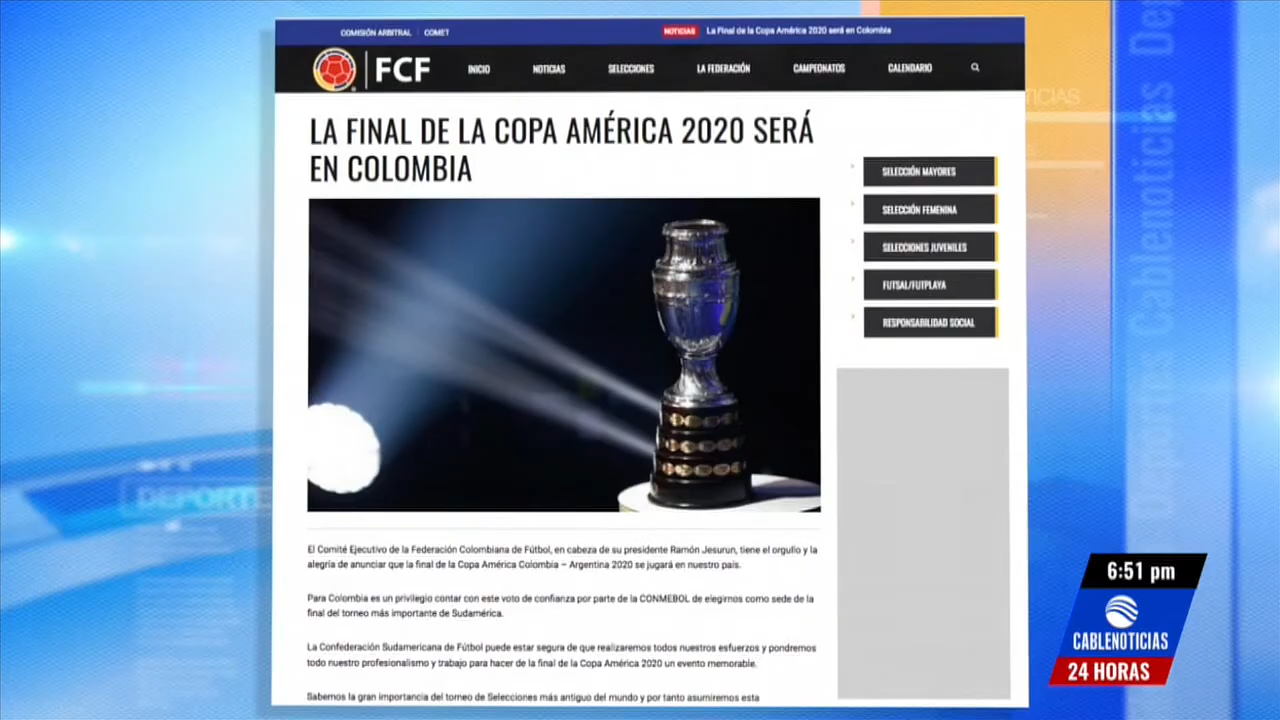 COMISIÓN ARBITRAL COMET
NOTICIAS La Final de la Copa América 2020 será en Colombia
FCF
INICIO NOTICIAS SELECCIONES LA FEDERACIÓN CAMPEONATOS CALENDARIO
LA FINAL DE LA COPA AMÉRICA 2020 SERÁ
EN COLOMBIA
SELECCIÓN MAYORES
SELECCIÓN FEMENINA
SELECCIONES JUVENILES
FUTSAL/FUTPLAYA
RESPONSABILIDAD SOCIAL
El Comité Ejecutivo de la Federación Colombiana de Fútbol, en cabeza de su presidente Ramón Jesurun, tiene el orgullo y la
alegría de anunciar que la final de la Copa América Colombia – Argentina 2020 se jugará en nuestro país.
Para Colombia es un privilegio contar con este voto de confianza por parte de la CONMEBOL de elegirnos como sede de la
final del torneo más importante de Sudamérica.
La Confederación Sudamericana de Fútbol puede estar segura de que realizaremos todos nuestros esfuerzos y pondremos
todo nuestro profesionalismo y trabajo para hacer de la final de la Copa América 2020 un evento memorable.
Sabemos la gran importancia del torneo de Selecciones más antiguo del mundo y por tanto asumiremos esta
DEPORTE
Cablenoticias
6:51 pm
CABLENOTICIAS
24 HORAS